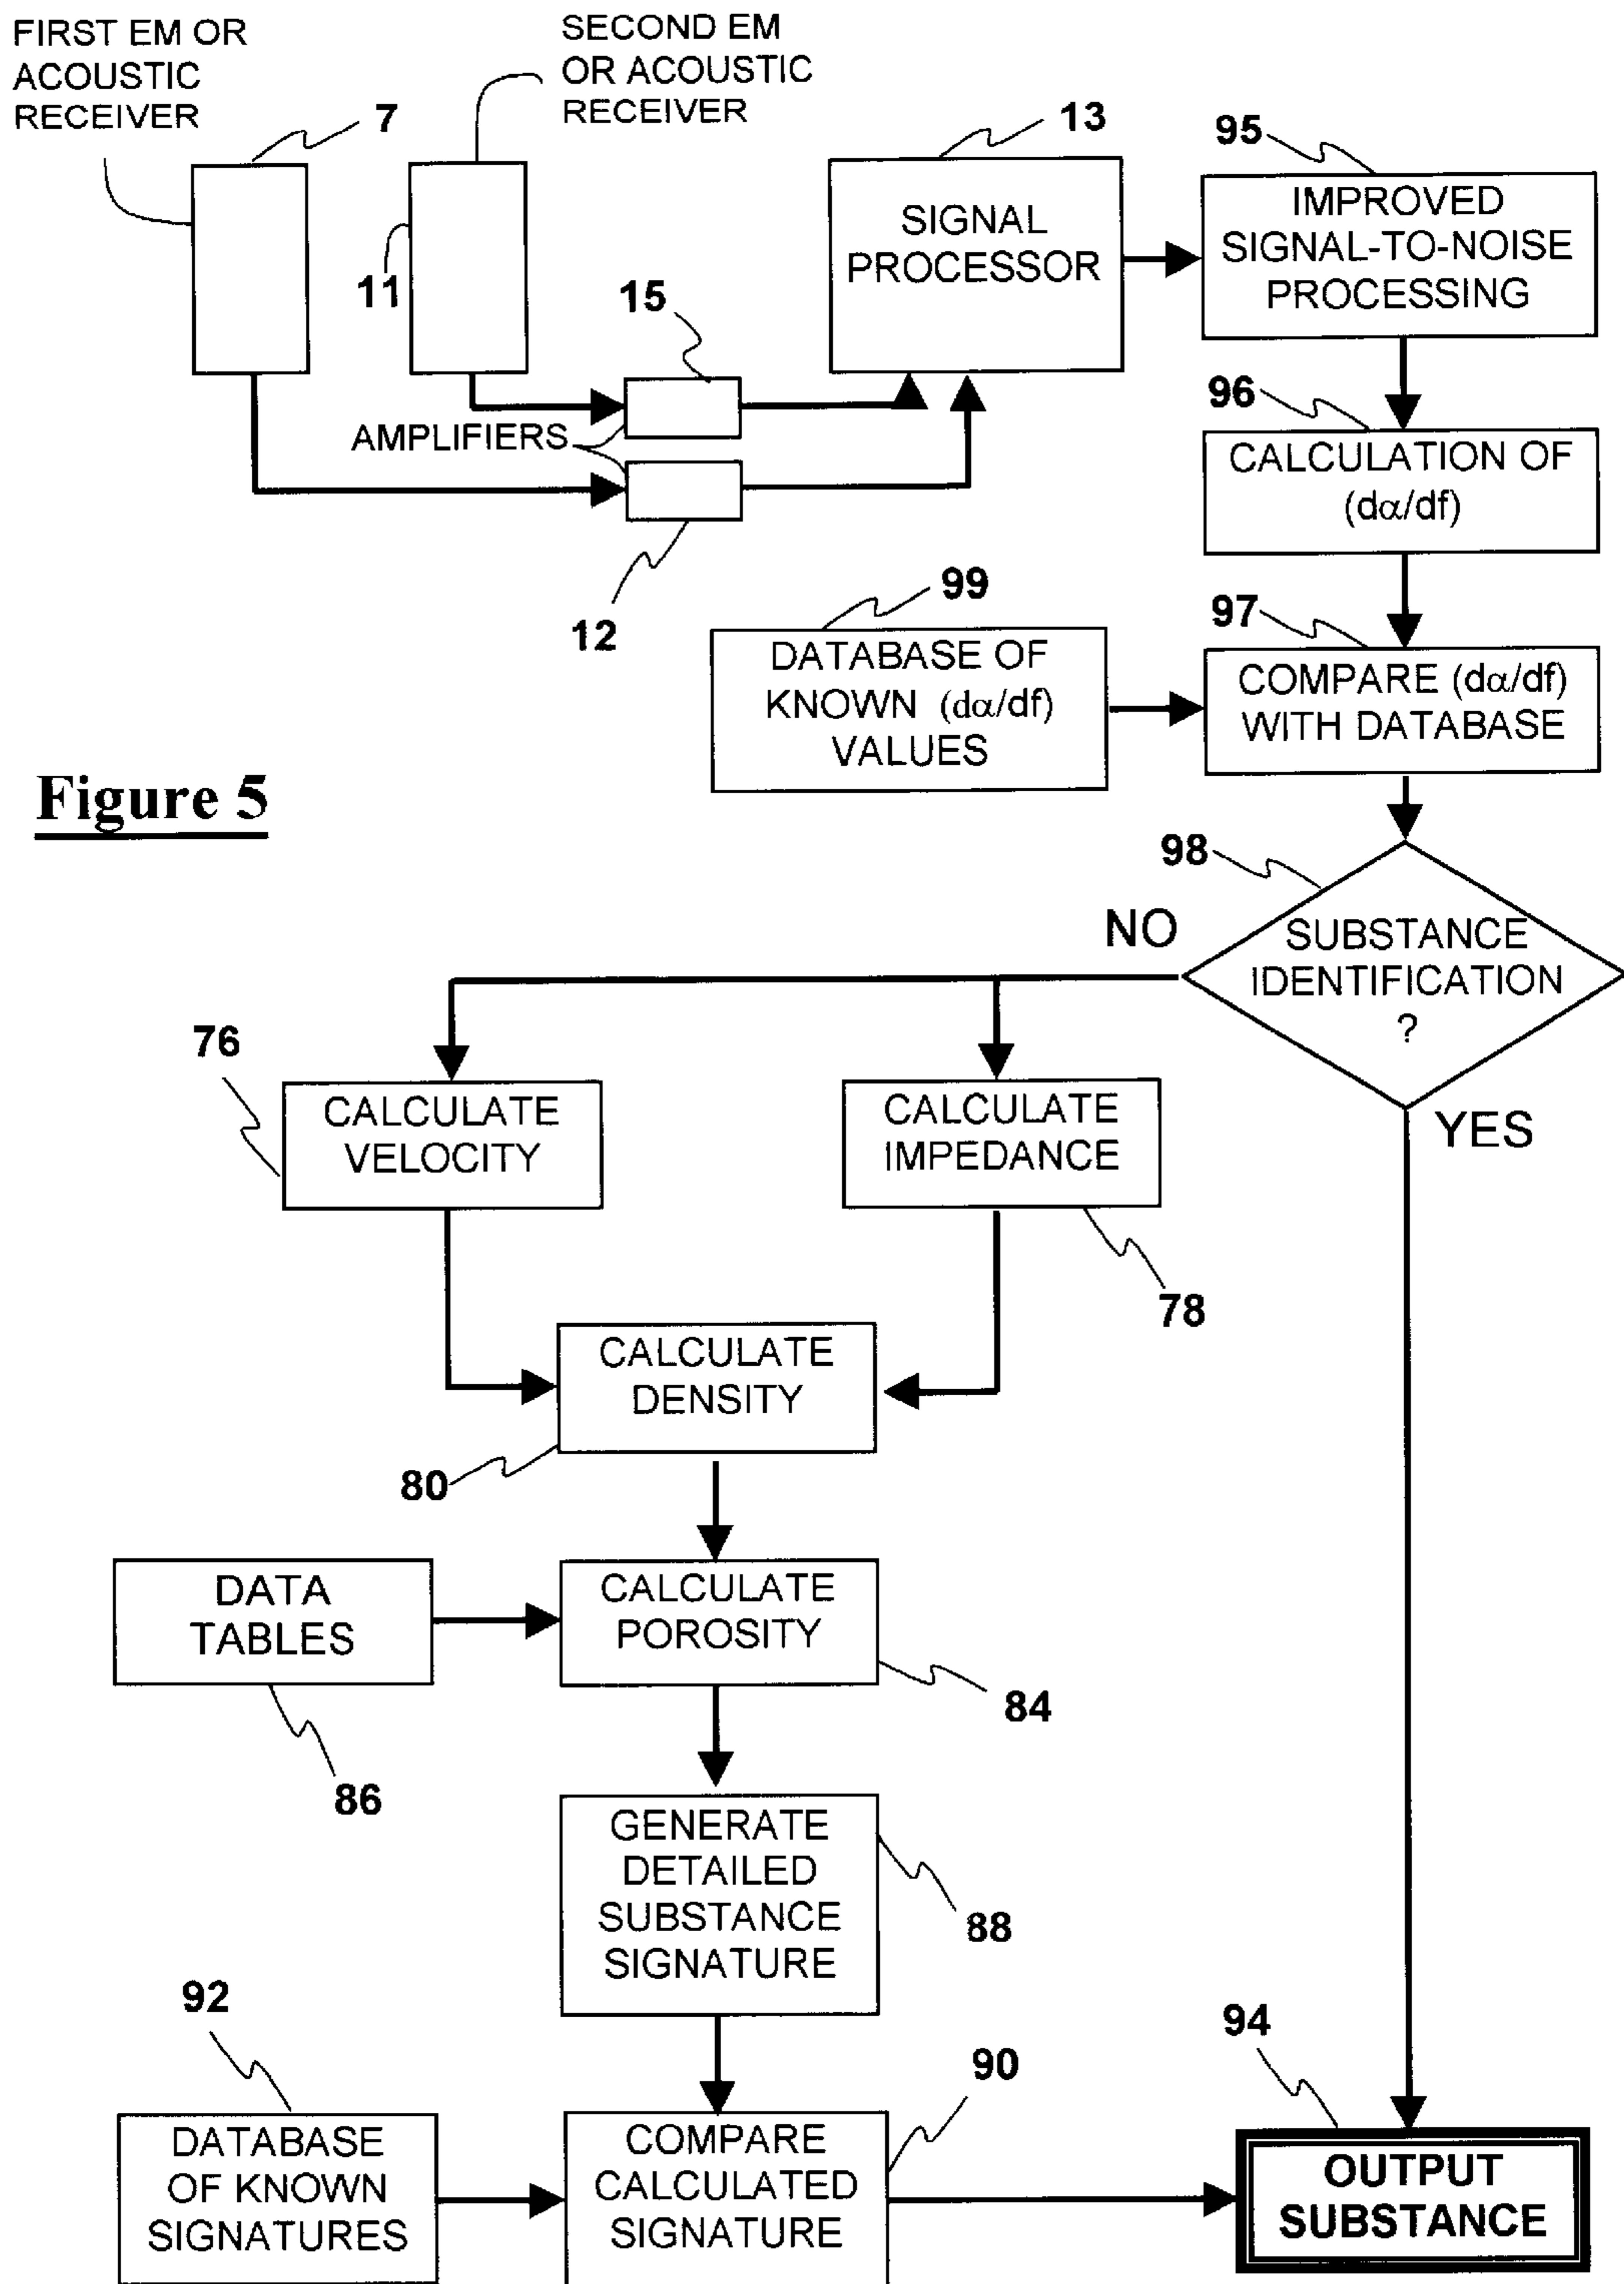 FIRST EM OR
ACOUSTIC
RECEIVER
SECOND EM
OR ACOUSTIC
RECEIVER
7
11
13
SIGNAL
PROCESSOR
95
IMPROVED
SIGNAL-TO-NOISE
PROCESSING
15
AMPLIFIERS
12
96
CALCULATION OF
(dα/df)
99
DATABASE OF
KNOWN (dα/df)
VALUES
97
COMPARE (dα/df)
WITH DATABASE
Figure 5
98
SUBSTANCE
IDENTIFICATION
?
NO
YES
76
CALCULATE
VELOCITY
CALCULATE
IMPEDANCE
78
CALCULATE
DENSITY
80
DATA
TABLES
86
CALCULATE
POROSITY
84
GENERATE
DETAILED
SUBSTANCE
SIGNATURE
88
92
DATABASE
OF KNOWN
SIGNATURES
90
COMPARE
CALCULATED
SIGNATURE
94
OUTPUT
SUBSTANCE